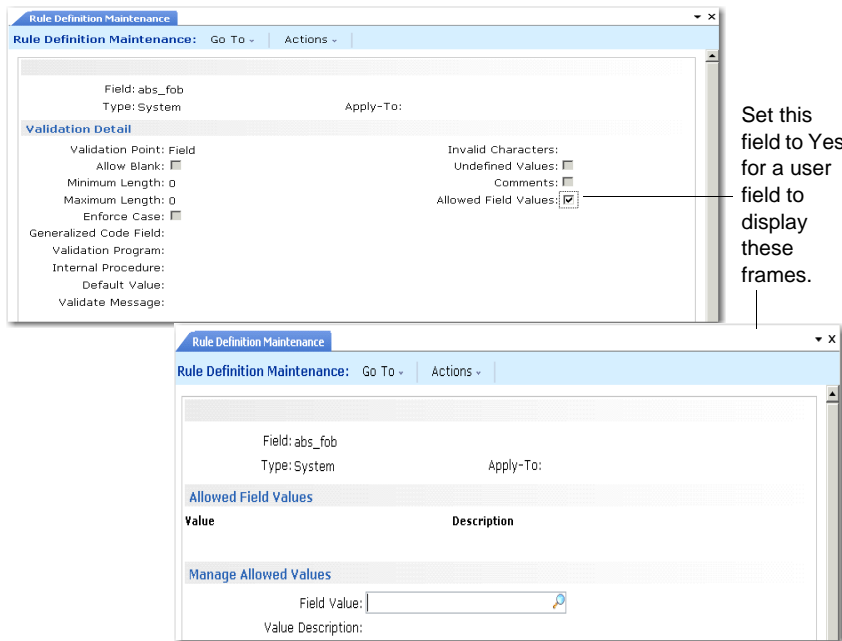 Rule Definition Maintenance
Rule Definition Maintenance: Go To Actions
Field: abs_fob
Type: System Apply-To:
Validation Detail
Validation Point: Field Invalid Characters:
Allow Blank: Undefined Values:
Minimum Length: 0 Comments:
Maximum Length: 0 Allowed Field Values:
Enforce Case:
Generalized Code Field:
Validation Program:
Internal Procedure:
Default Value:
Validate Message:
Set this
field to Yes
for a user
field to
display
these
frames.
Rule Definition Maintenance
Rule Definition Maintenance: Go To Actions
Field: abs_fob
Type: System Apply-To:
Allowed Field Values
Value Description
Manage Allowed Values
Field Value:
Value Description: